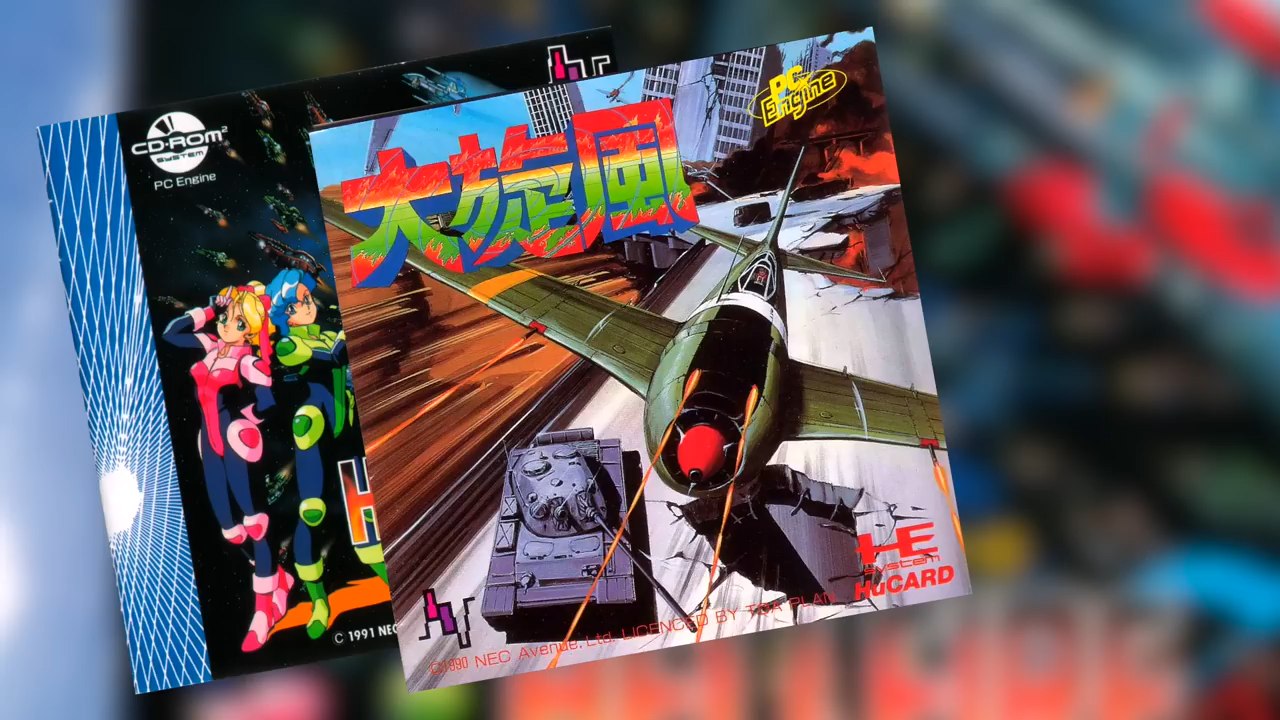 CD-ROM²
SYSTEM
PC Engine
© 1991 NEC
PC
Engine
大旋風
HE
system
HuCARD
©1990 NEC Avenue, Ltd. LICENCED BY TOA PLAN